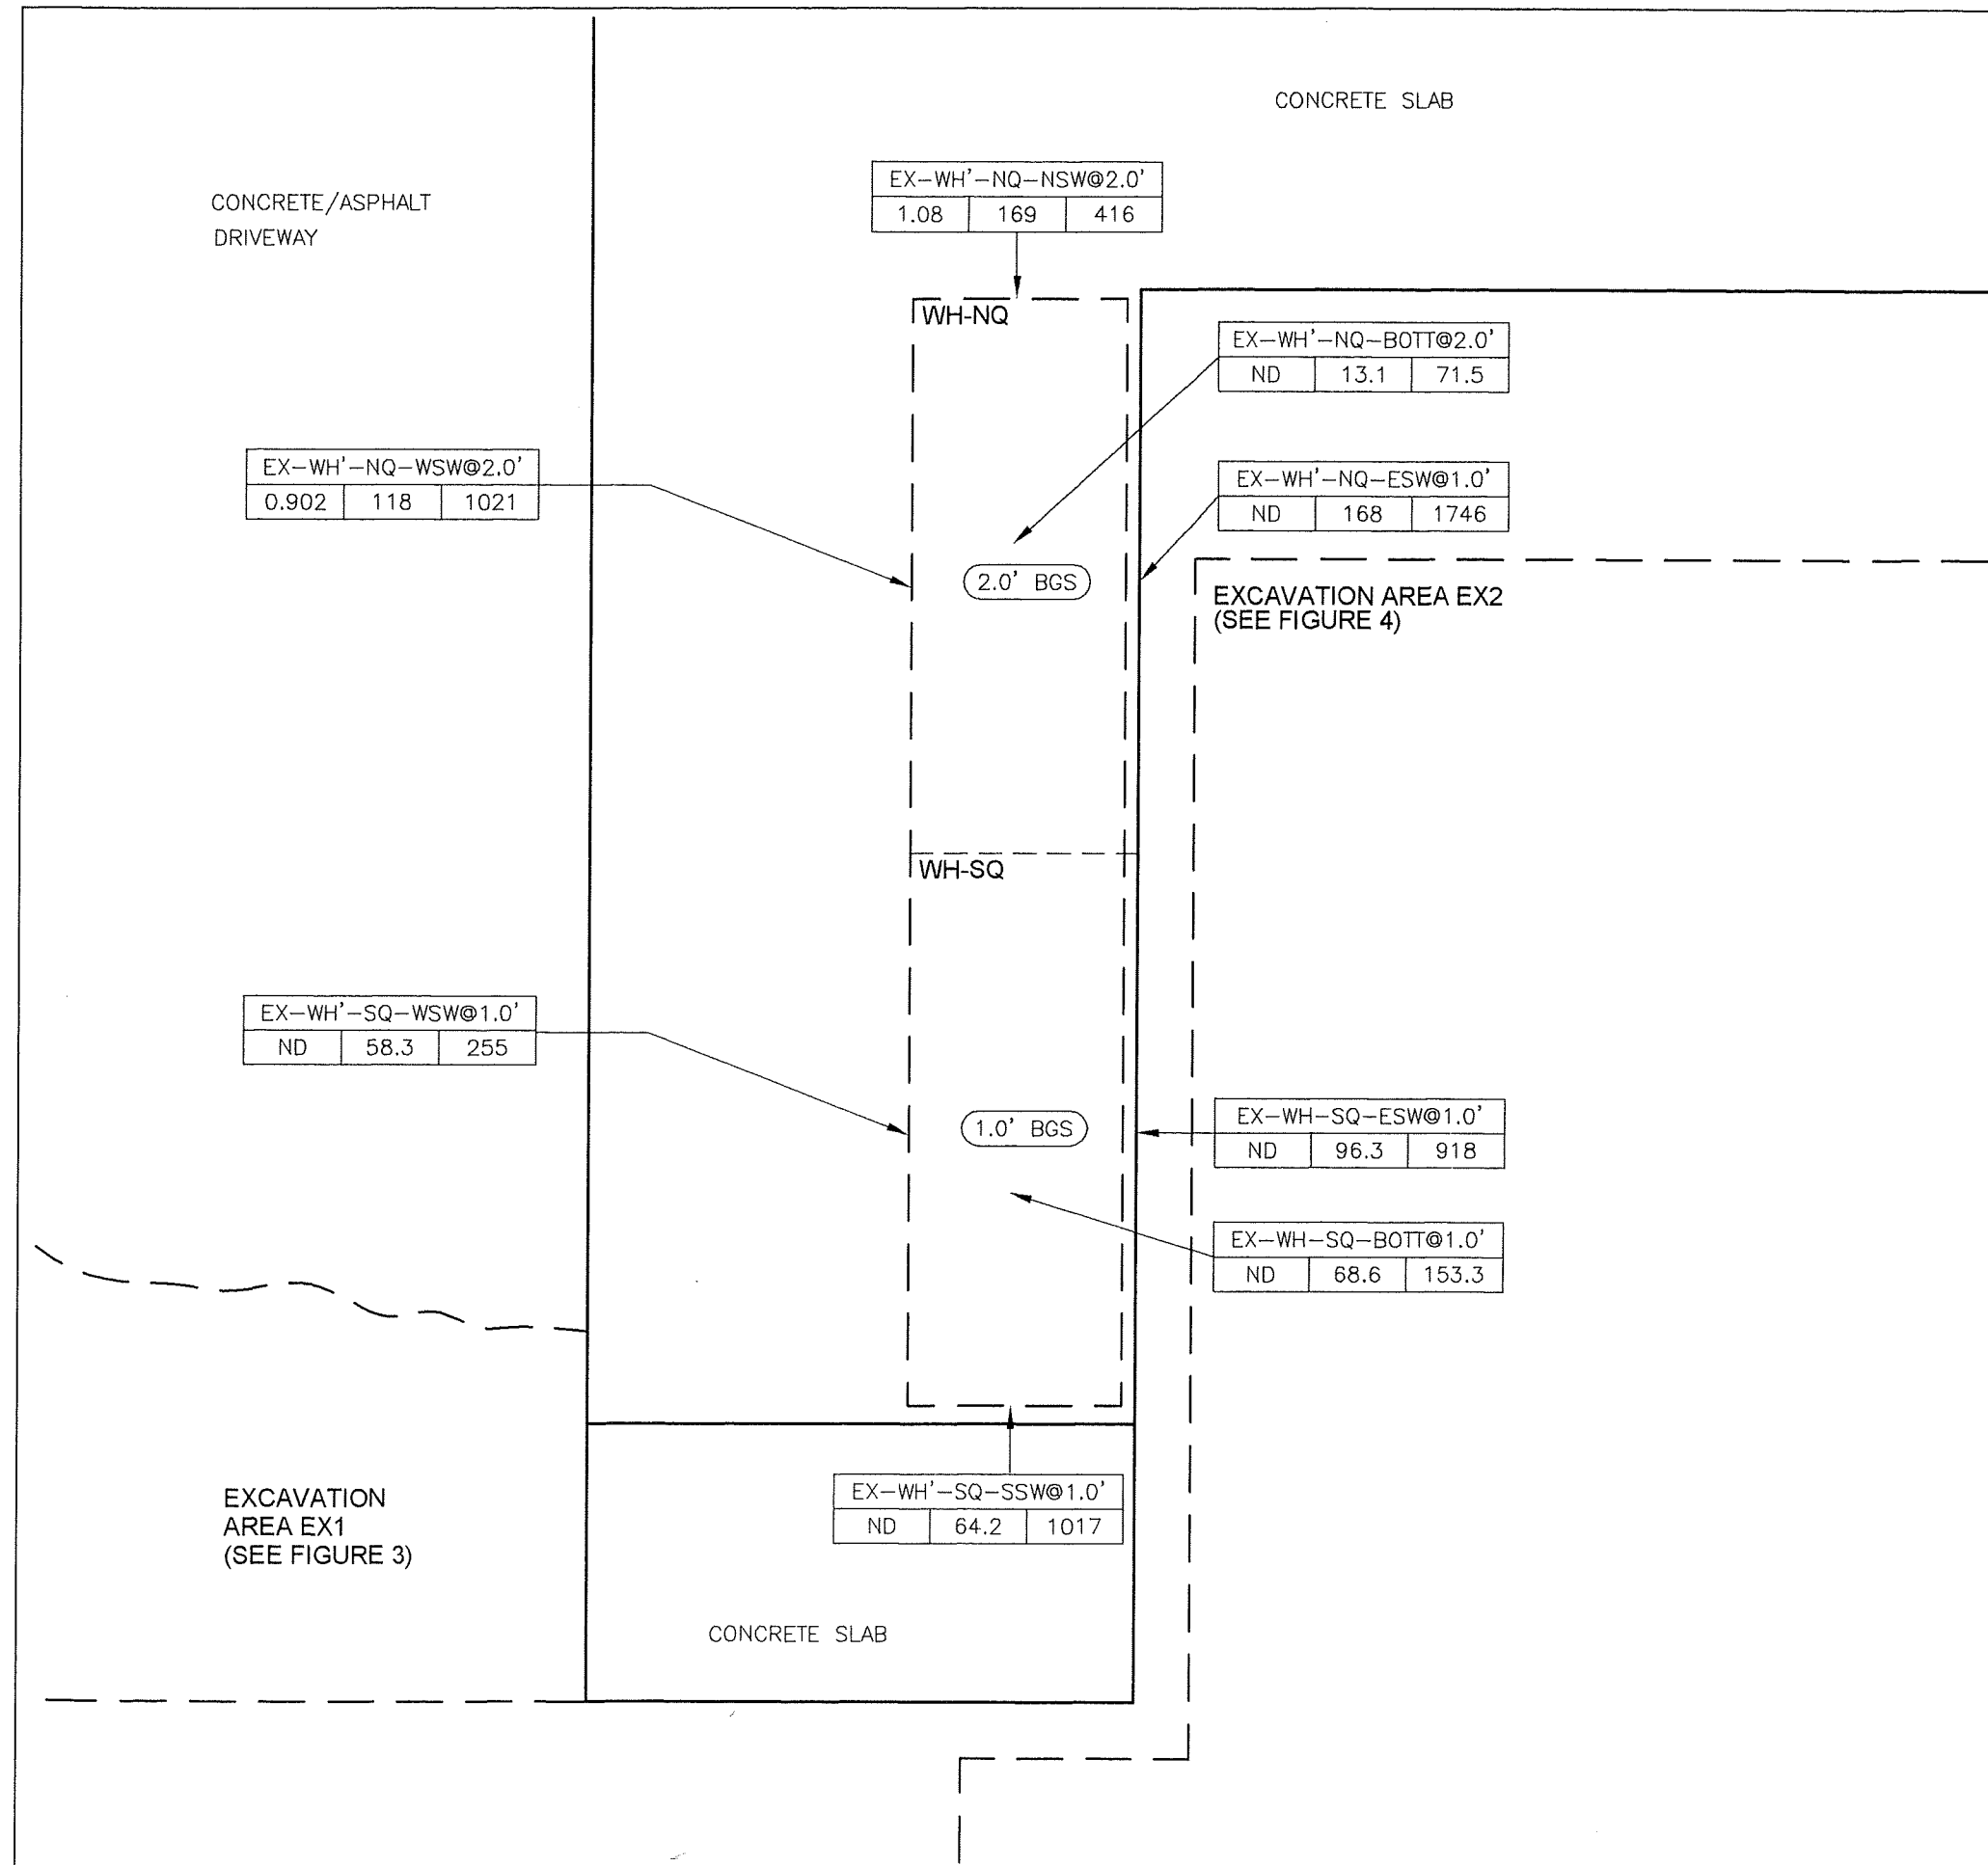 CONCRETE SLAB
CONCRETE/ASPHALT
DRIVEWAY
EX-WH'-NQ-NSW@2.0'
1.08 169 416
WH-NQ
EX-WH'-NQ-BOTT@2.0'
ND 13.1 71.5
EX-WH'-NQ-WSW@2.0'
0.902 118 1021
EX-WH'-NQ-ESW@1.0'
ND 168 1746
2.0' BGS
EXCAVATION AREA EX2
(SEE FIGURE 4)
WH-SQ
EX-WH'-SQ-WSW@1.0'
ND 58.3 255
1.0' BGS
EX-WH-SQ-ESW@1.0'
ND 96.3 918
EX-WH-SQ-BOTT@1.0'
ND 68.6 153.3
EX-WH'-SQ-SSW@1.0'
ND 64.2 1017
EXCAVATION
AREA EX1
(SEE FIGURE 3)
CONCRETE SLAB